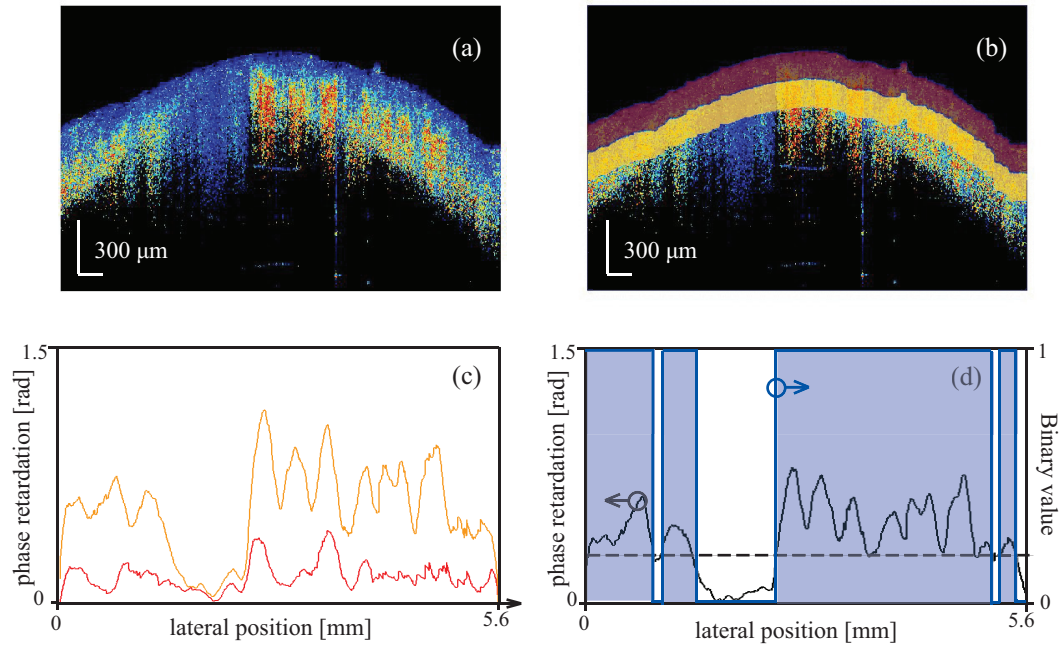 (a)
300 μm
(b)
300 μm
1.5
phase retardation [rad]
0
(c)
0
lateral position [mm]
5.6
1.5
phase retardation [rad]
0
(d)
1
Binary value
0
0
lateral position [mm]
5.6